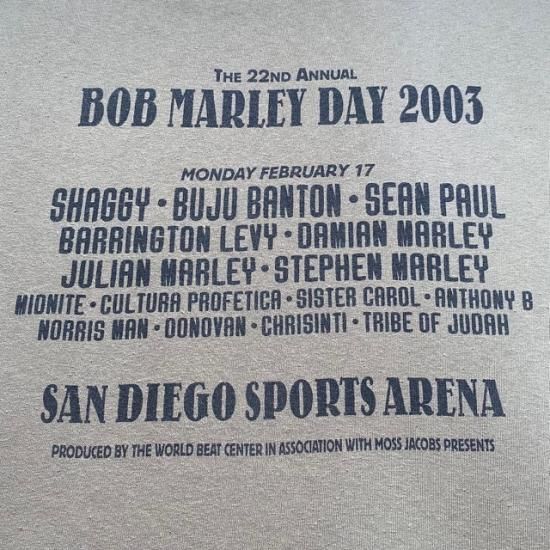 THE 22ND ANNUAL
BOB MARLEY DAY 2003
MONDAY FEBRUARY 17
SHAGGY • BUJU BANTON • SEAN PAUL
BARRINGTON LEVY • DAMIAN MARLEY
JULIAN MARLEY • STEPHEN MARLEY
MIDNITE • CULTURA PROFETICA • SISTER CAROL • ANTHONY B
NORRIS MAN • DONOVAN • CHRISINTI • TRIBE OF JUDAH
SAN DIEGO SPORTS ARENA
PRODUCED BY THE WORLD BEAT CENTER IN ASSOCIATION WITH MOSS JACOBS PRESENTS